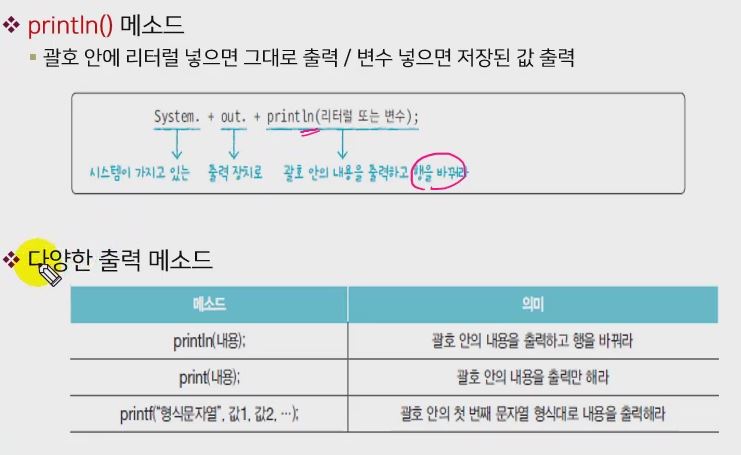 ❖ println() 메소드
▪ 괄호 안에 리터럴 넣으면 그대로 출력 / 변수 넣으면 저장된 값 출력
System. + out. + println(리터럴 또는 변수);
시스템이 가지고 있는 출력 장치로 괄호 안의 내용을 출력하고 행을 바꿔라
❖ 다양한 출력 메소드
메소드 의미
println(내용); 괄호 안의 내용을 출력하고 행을 바꿔라
print(내용); 괄호 안의 내용을 출력만 해라
printf(“형식문자열”, 값1, 값2, …); 괄호 안의 첫 번째 문자열 형식대로 내용을 출력해라